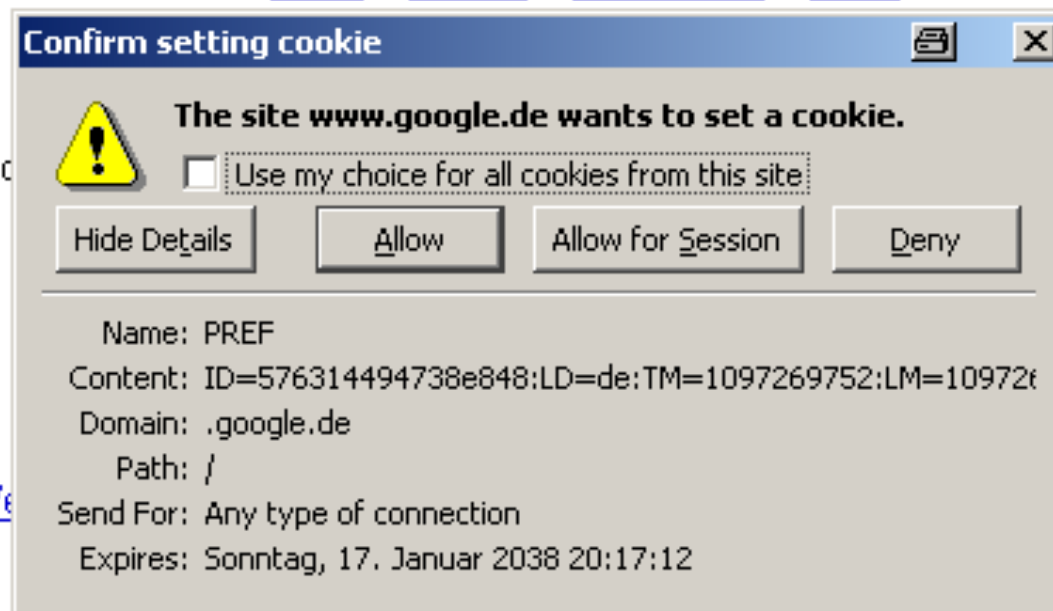 Confirm setting cookie
The site www.google.de wants to set a cookie.
Use my choice for all cookies from this site
Hide Details Allow Allow for Session Deny
Name: PREF
Content: ID=576314494738e848:LD=de:TM=1097269752:LM=10972
Domain: .google.de
Path: /
Send For: Any type of connection
Expires: Sonntag, 17. Januar 2038 20:17:12